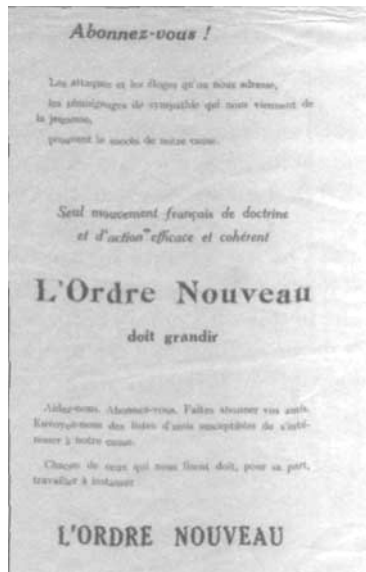 Abonnez-vous !
Les attaques et les éloges qu'on nous adresse,
les témoignages de sympathie qui nous viennent de
la jeunesse,
prouvent le succès de notre cause.
Seul mouvement français de doctrine
et d'action efficace et cohérent
L'Ordre Nouveau
doit grandir
Aidez-nous. Abonnez-vous. Faites abonner vos amis.
Envoyez-nous des listes d'amis susceptibles de s'inté-
resser à notre cause.
Chacun de ceux qui nous lisent doit, pour sa part,
travailler à instaurer
L'ORDRE NOUVEAU